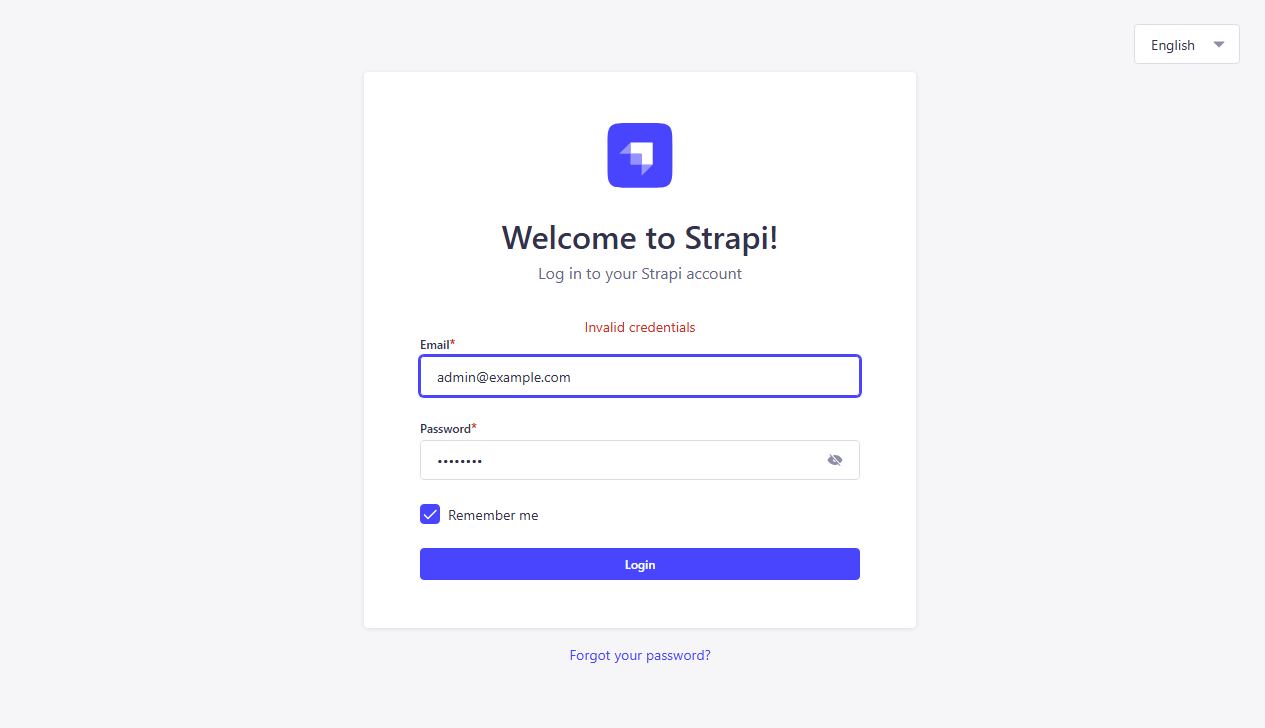 English
Welcome to Strapi!
Log in to your Strapi account
Invalid credentials
Email*
admin@example.com
Password*
••••••••
Remember me
Login
Forgot your password?